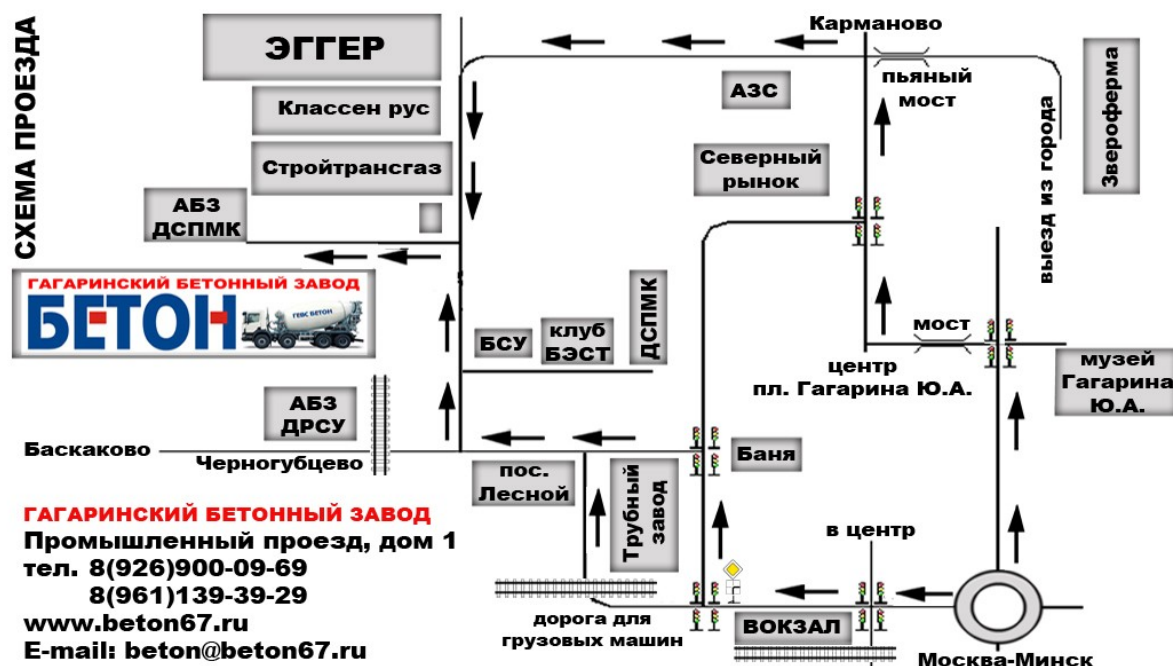 СХЕМА ПРОЕЗДА
ЭГГЕР
Классен рус
Стройтрансгаз
АБЗ
ДСПМК
ГАГАРИНСКИЙ БЕТОННЫЙ ЗАВОД
БЕТОН
ГБЗС БЕТОН
Карманово
АЗС
пьяный
мост
Звероферма
выезд из города
Северный
рынок
БСУ
клуб
БЭСТ
ДСПМК
мост
центр
пл. Гагарина Ю.А.
музей
Гагарина
Ю.А.
АБЗ
ДРСУ
Баскаково
Черногубцево
пос.
Лесной
Трубный
завод
Баня
в центр
дорога для
грузовых машин
ВОКЗАЛ
Москва-Минск
ГАГАРИНСКИЙ БЕТОННЫЙ ЗАВОД
Промышленный проезд, дом 1
тел. 8(926)900-09-69
8(961)139-39-29
www.beton67.ru
E-mail: beton@beton67.ru